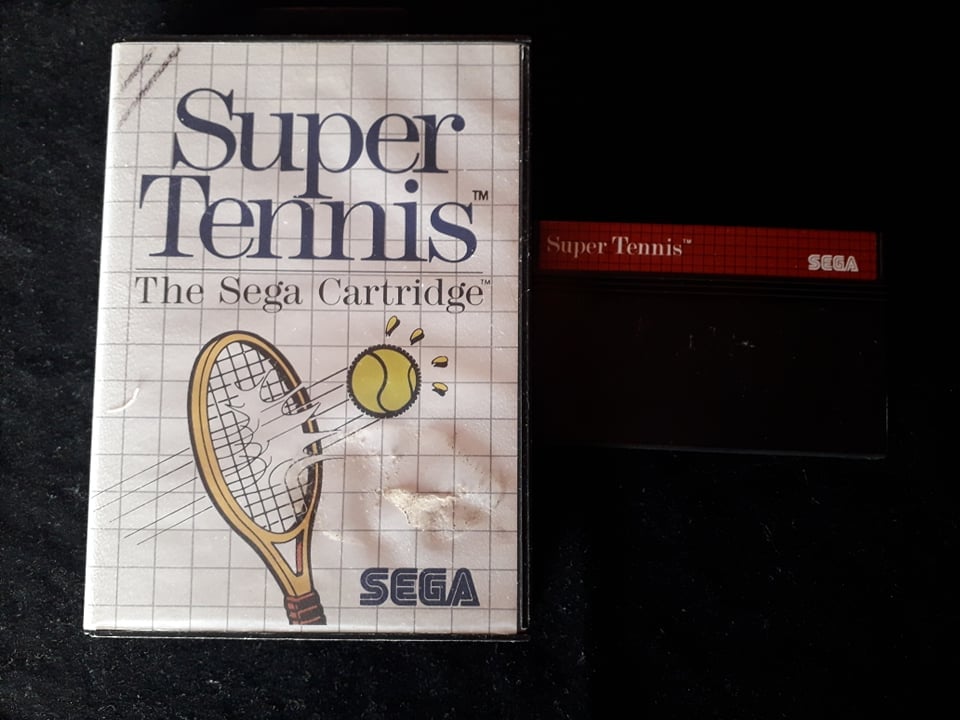 Super
Tennis™
The Sega Cartridge™
SEGA
Super Tennis™
SEGA